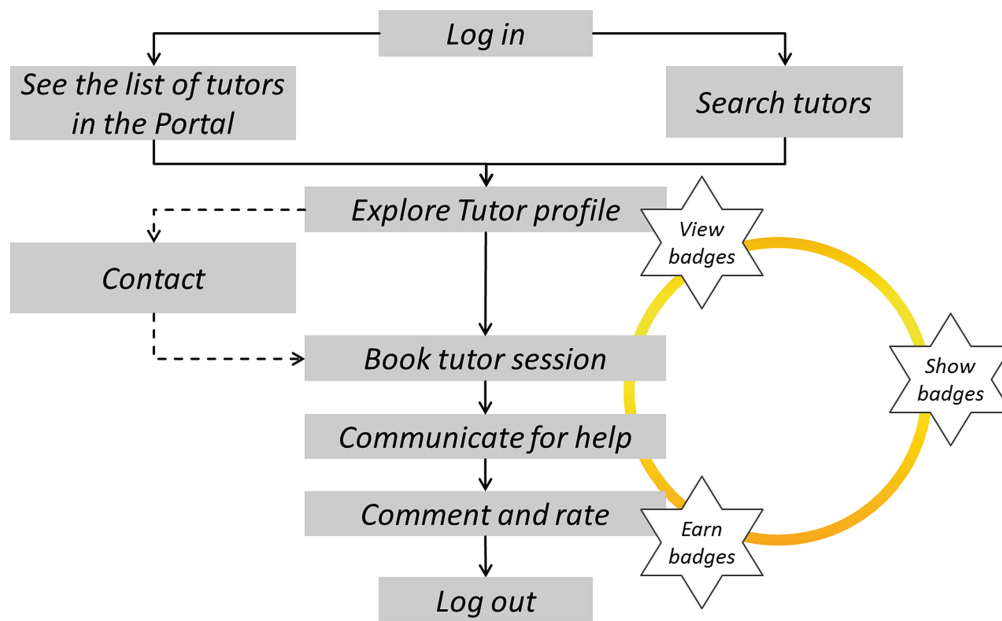 Log in
See the list of tutors
in the Portal
Search tutors
Explore Tutor profile
View
badges
Contact
Book tutor session
Show
badges
Communicate for help
Comment and rate
Earn
badges
Log out